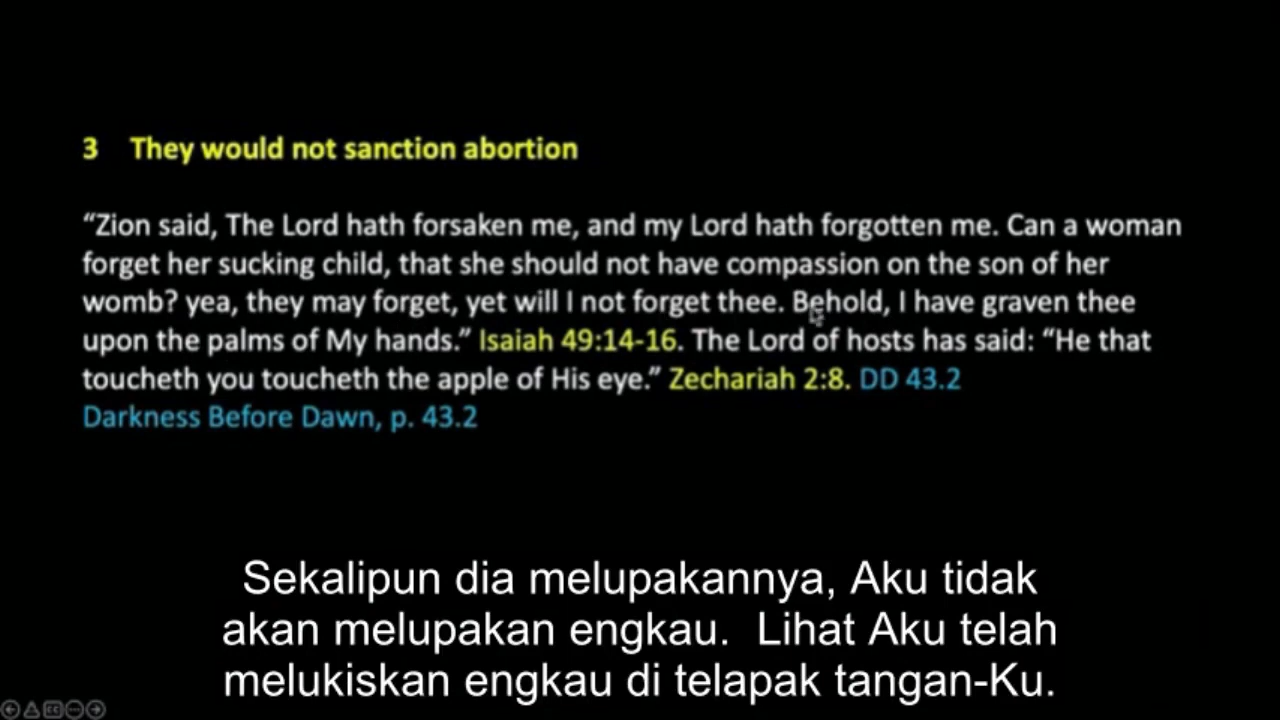 3 They would not sanction abortion
“Zion said, The Lord hath forsaken me, and my Lord hath forgotten me. Can a woman
forget her sucking child, that she should not have compassion on the son of her
womb? yea, they may forget, yet will I not forget thee. Behold, I have graven thee
upon the palms of My hands.” Isaiah 49:14-16. The Lord of hosts has said: “He that
toucheth you toucheth the apple of His eye.” Zechariah 2:8. DD 43.2
Darkness Before Dawn, p. 43.2
Sekalipun dia melupakannya, Aku tidak
akan melupakan engkau. Lihat Aku telah
melukiskan engkau di telapak tangan-Ku.